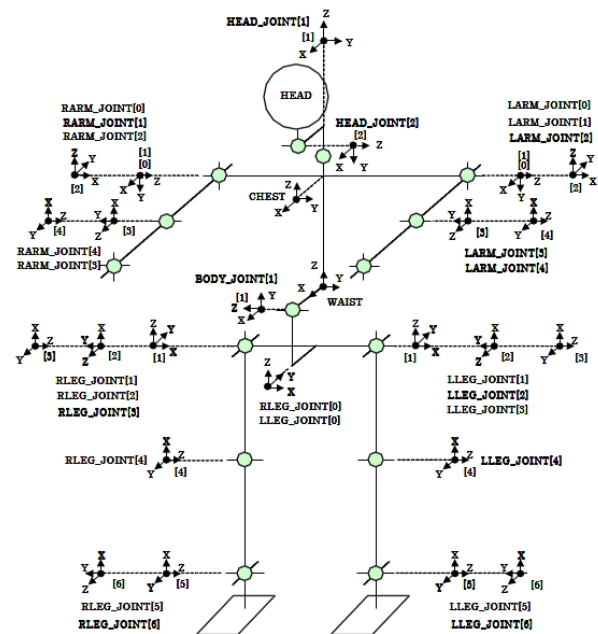 HEAD_JOINT[1]
Z
[1]
Y
X
HEAD
RARM_JOINT[0]
RARM_JOINT[1]
RARM_JOINT[2]
HEAD_JOINT[2]
[2]
Z
X
Y
LARM_JOINT[0]
LARM_JOINT[1]
LARM_JOINT[2]
Z
Y
X
[2]
[1]
[0]
Z
X
Y
CHEST
Z
Y
X
[1]
[0]
Z
X
Y
Z
Y
X
[2]
X
Z
Y
[4]
X
Y
Z
[3]
RARM_JOINT[4]
RARM_JOINT[3]
X
Y
Z
[3]
X
Z
Y
[4]
LARM_JOINT[3]
LARM_JOINT[4]
BODY_JOINT[1]
Z
X
Y
WAIST
[1]
Y
Z
X
X
Z
Y
[3]
X
Y
Z
[2]
Z
Y
X
[1]
Z
Y
X
[1]
X
Y
Z
[2]
X
Z
Y
[3]
RLEG_JOINT[1]
RLEG_JOINT[2]
RLEG_JOINT[3]
Z
Y
X
RLEG_JOINT[0]
LLEG_JOINT[0]
LLEG_JOINT[1]
LLEG_JOINT[2]
LLEG_JOINT[3]
RLEG_JOINT[4]
X
Z
Y
[4]
X
Z
Y
[4]
LLEG_JOINT[4]
X
Y
Z
[6]
X
Z
Y
[5]
X
Z
Y
X
Y
Z
[6]
RLEG_JOINT[5]
RLEG_JOINT[6]
LLEG_JOINT[5]
LLEG_JOINT[6]